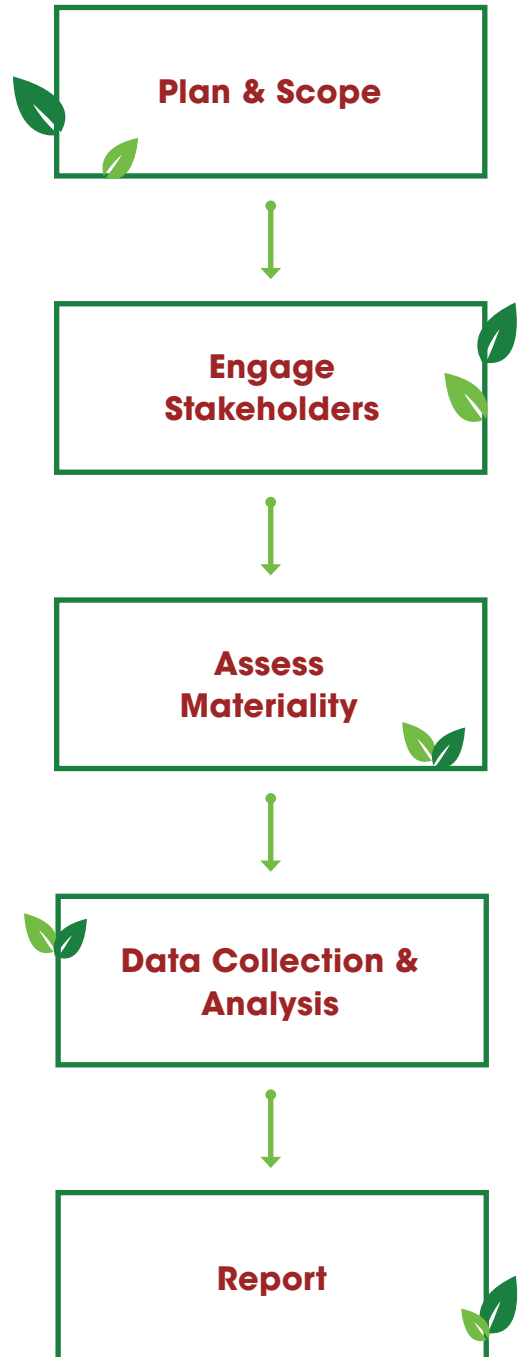 Plan & Scope
Engage
Stakeholders
Assess
Materiality
Data Collection &
Analysis
Report